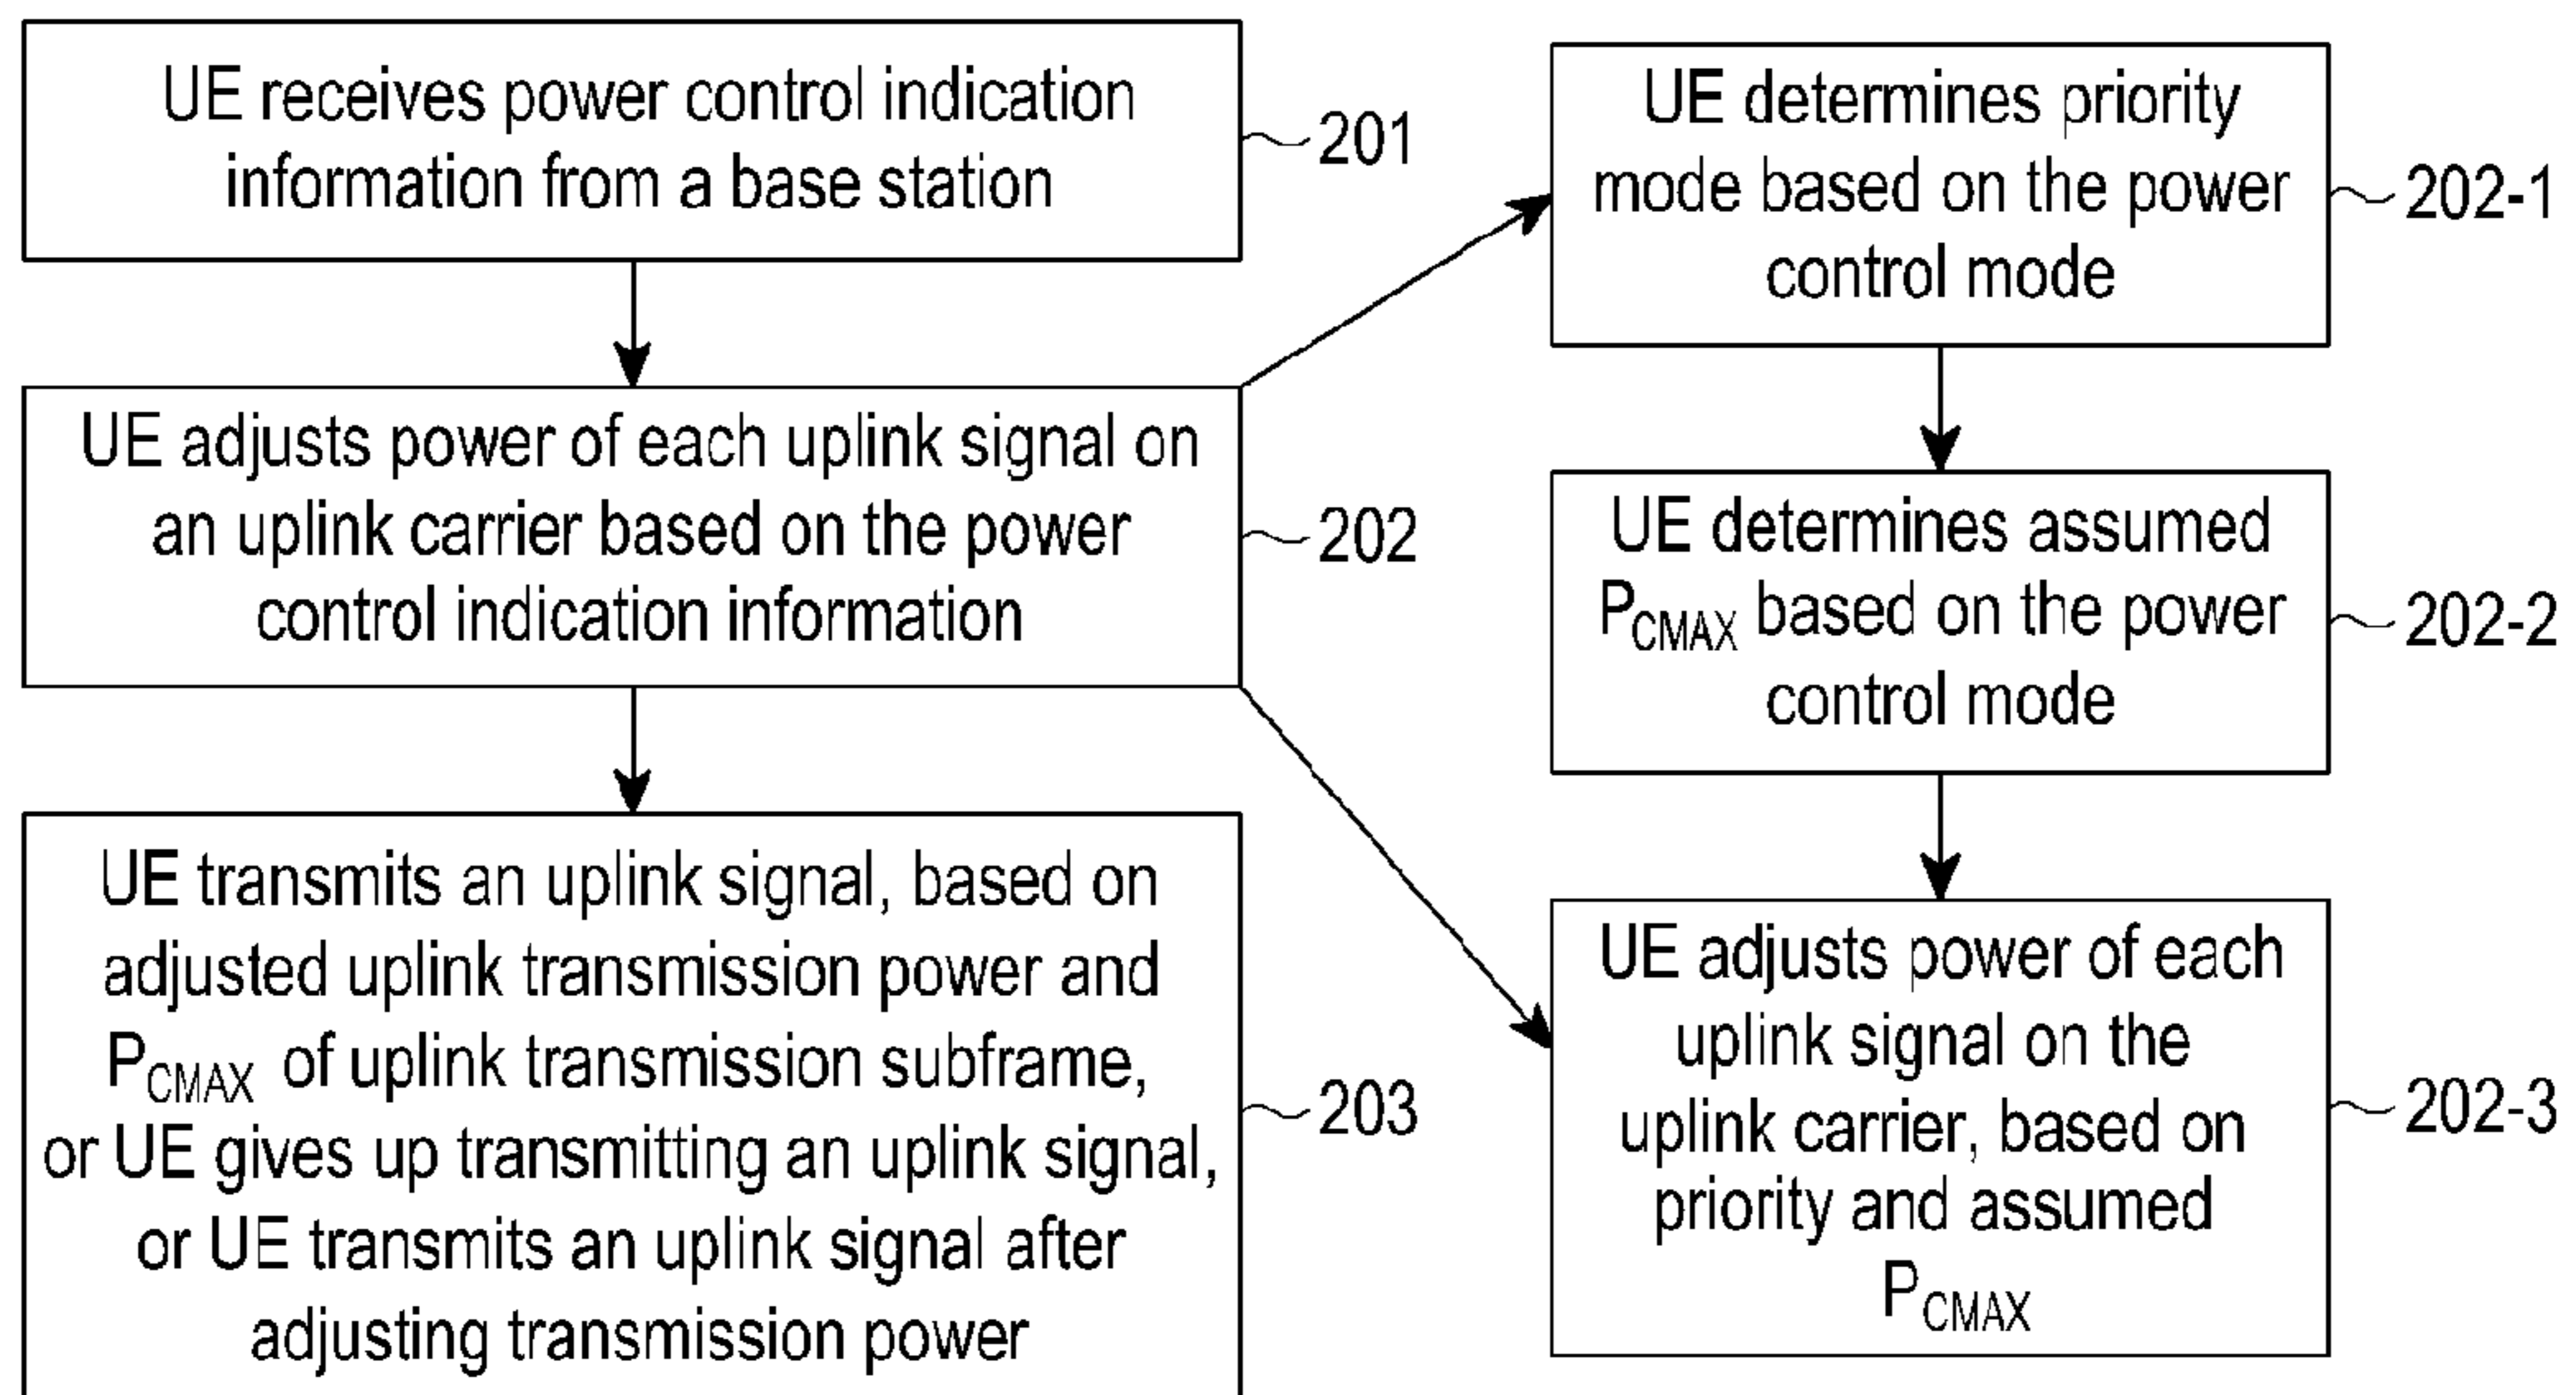 UE receives power control indication
information from a base station
201
UE adjusts power of each uplink signal on
an uplink carrier based on the power
control indication information
202
UE transmits an uplink signal, based on
adjusted uplink transmission power and
PCMAX of uplink transmission subframe,
or UE gives up transmitting an uplink signal,
or UE transmits an uplink signal after
adjusting transmission power
203
UE determines priority
mode based on the power
control mode
202-1
UE determines assumed
PCMAX based on the power
control mode
202-2
UE adjusts power of each
uplink signal on the
uplink carrier, based on
priority and assumed
PCMAX
202-3